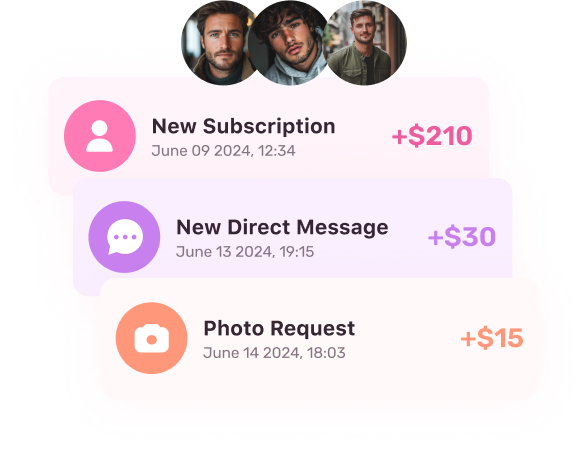 New Subscription
June 09 2024, 12:34
+$210
New Direct Message
June 13 2024, 19:15
+$30
Photo Request
June 14 2024, 18:03
+$15